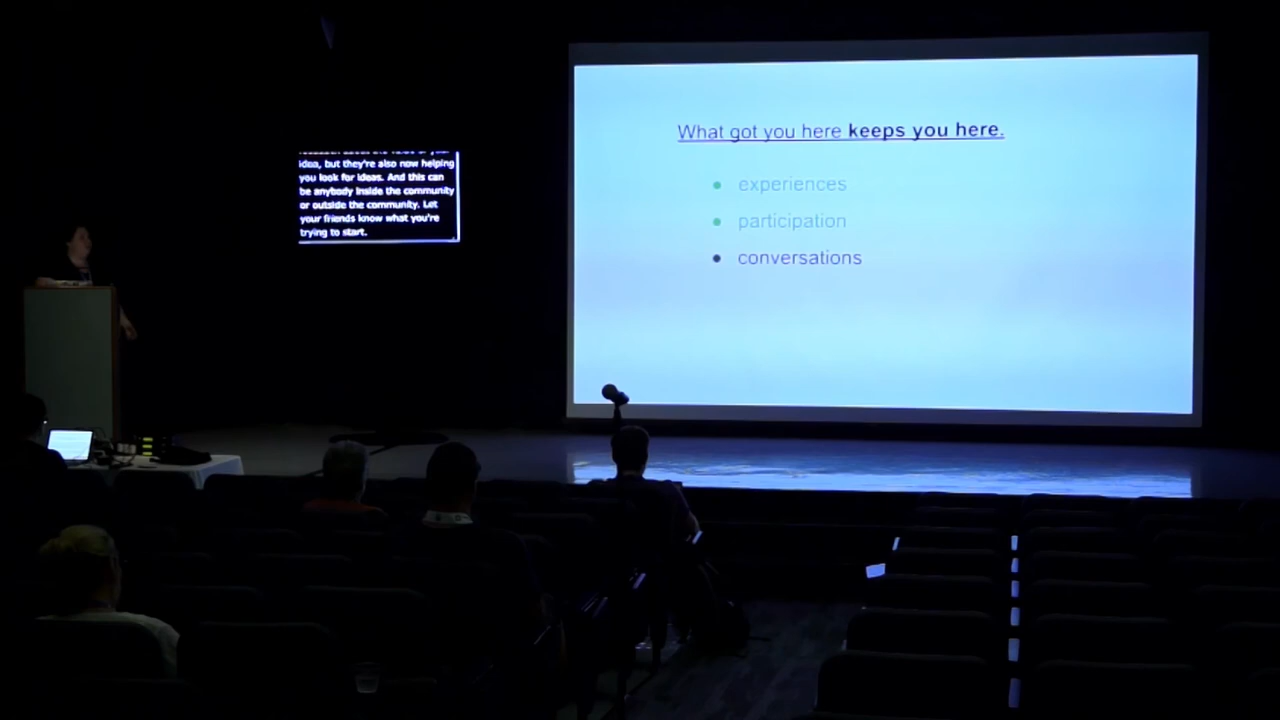 idea, but they're also now helping
you look for ideas. And this can
be anybody inside the community
or outside the community. Let
your friends know what you're
trying to start.
What got you here keeps you here.
experiences
participation
conversations